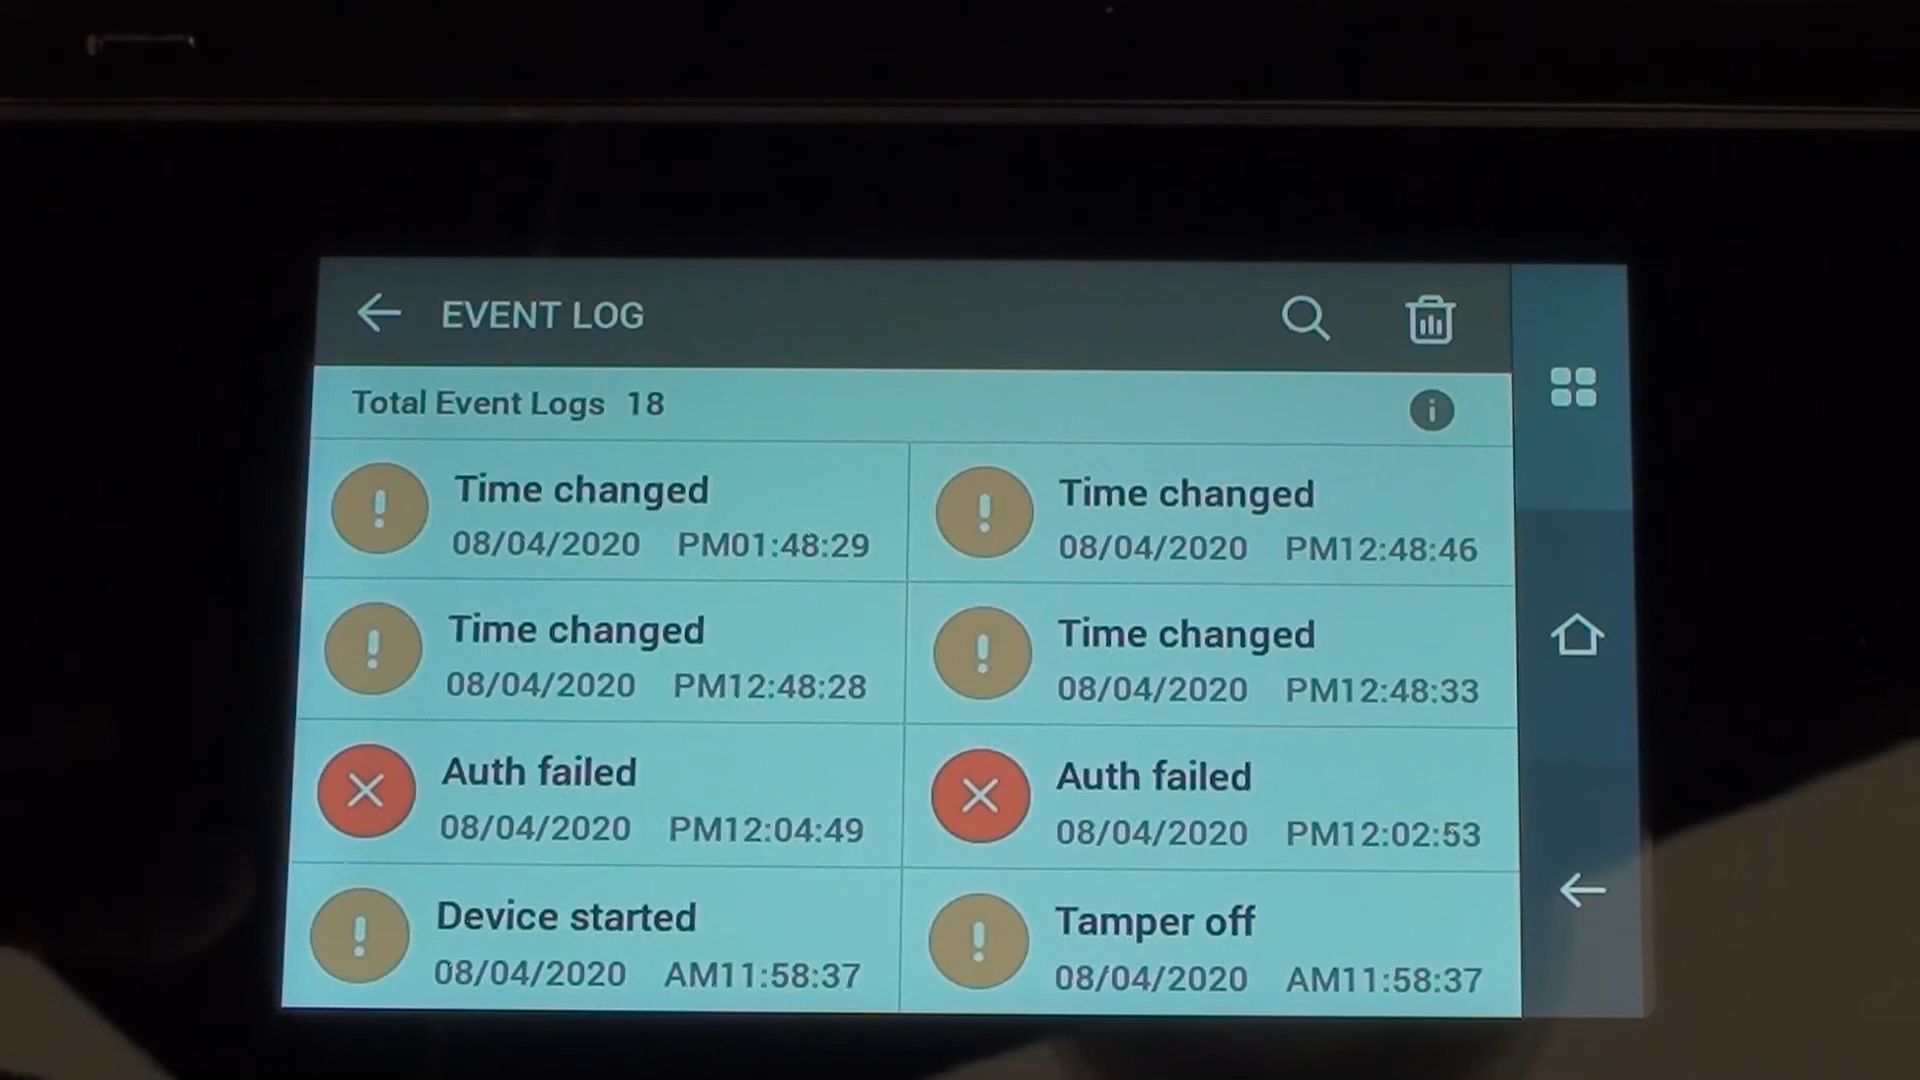 EVENT LOG
Total Event Logs 18
Time changed
08/04/2020 PM01:48:29
Time changed
08/04/2020 PM12:48:46
Time changed
08/04/2020 PM12:48:28
Time changed
08/04/2020 PM12:48:33
Auth failed
08/04/2020 PM12:04:49
Auth failed
08/04/2020 PM12:02:53
Device started
08/04/2020 AM11:58:37
Tamper off
08/04/2020 AM11:58:37